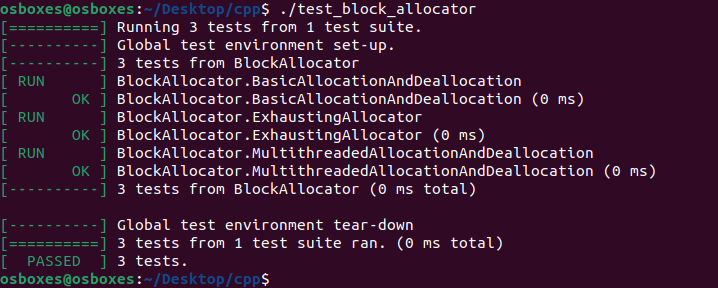 osboxes@osboxes:~/Desktop/cpp$ ./test_block_allocator
[==========] Running 3 tests from 1 test suite.
[----------] Global test environment set-up.
[----------] 3 tests from BlockAllocator
[ RUN      ] BlockAllocator.BasicAllocationAndDeallocation
[       OK ] BlockAllocator.BasicAllocationAndDeallocation (0 ms)
[ RUN      ] BlockAllocator.ExhaustingAllocator
[       OK ] BlockAllocator.ExhaustingAllocator (0 ms)
[ RUN      ] BlockAllocator.MultithreadedAllocationAndDeallocation
[       OK ] BlockAllocator.MultithreadedAllocationAndDeallocation (0 ms)
[----------] 3 tests from BlockAllocator (0 ms total)

[----------] Global test environment tear-down
[==========] 3 tests from 1 test suite ran. (0 ms total)
[  PASSED  ] 3 tests.
osboxes@osboxes:~/Desktop/cpp$